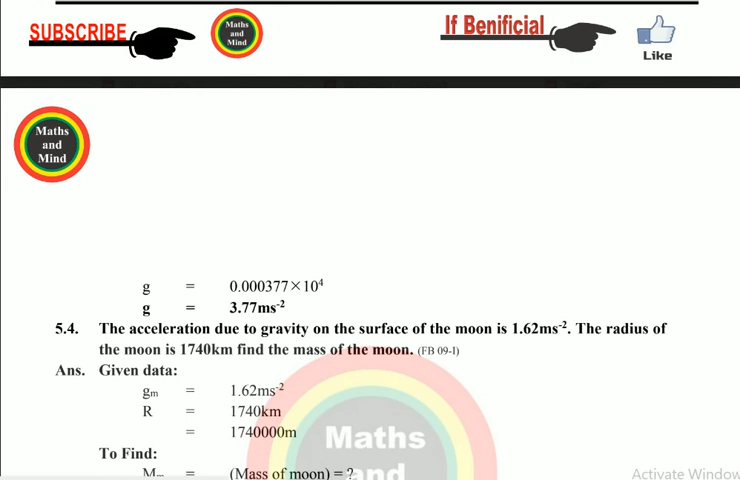 SUBSCRIBE
Maths
and
Mind
If Benificial
Like
Maths
and
Mind
g = 0.000377×10⁴
g = 3.77ms⁻²
5.4. The acceleration due to gravity on the surface of the moon is 1.62ms⁻². The radius of
the moon is 1740km find the mass of the moon. (FB 09-I)
Ans. Given data:
gₘ = 1.62ms⁻²
R = 1740km
= 1740000m
Maths
To Find:
Mₘ = (Mass of moon) = ?
and
Activate Window